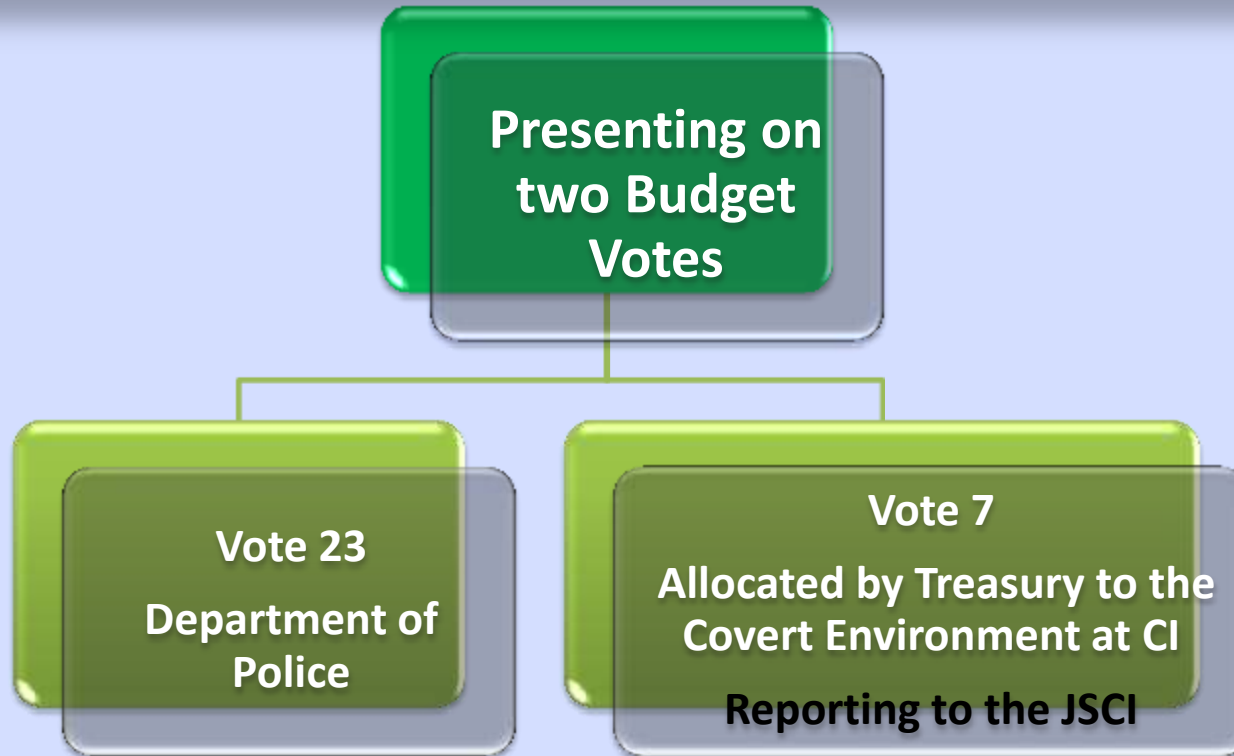 Presenting on
two Budget
Votes
Vote 23
Department of
Police
Vote 7
Allocated by Treasury to the
Covert Environment at CI
Reporting to the JSCI